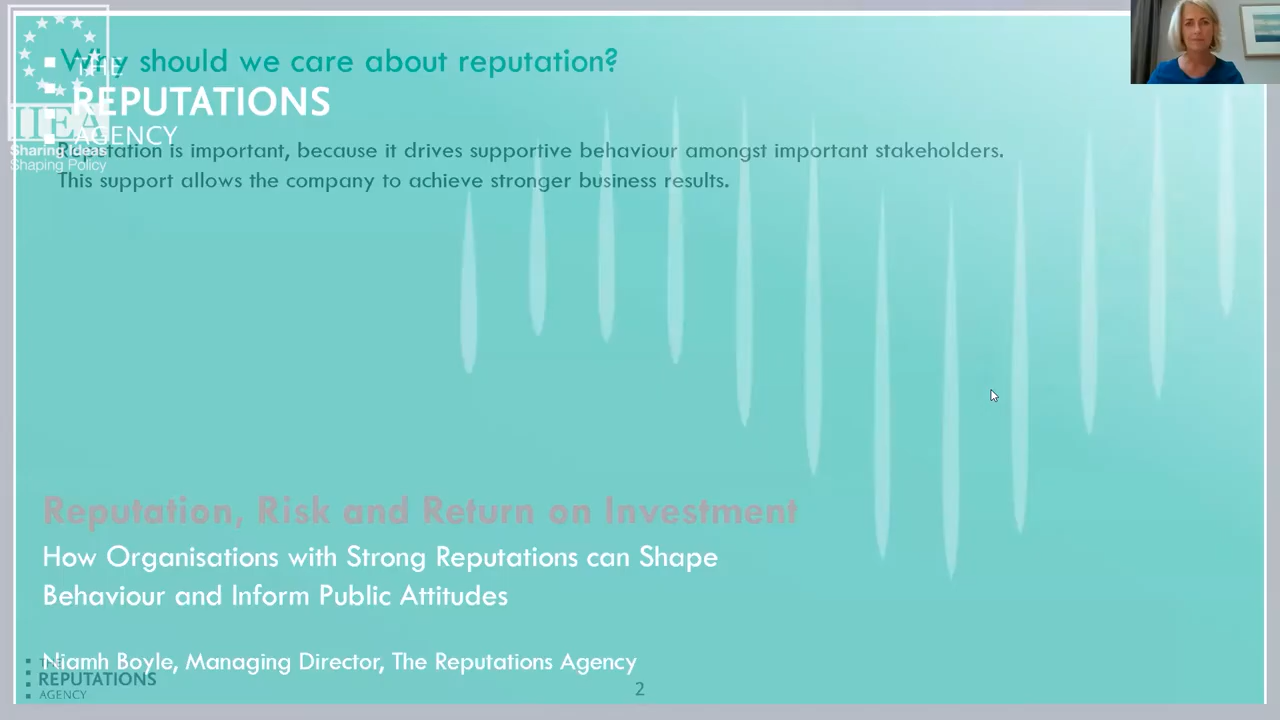 Why should we care about reputation?
THE
REPUTATIONS
AGENCY
IIEA
Sharing Ideas
Shaping Policy
Reputation is important, because it drives supportive behaviour amongst important stakeholders.
This support allows the company to achieve stronger business results.
Reputation, Risk and Return on Investment
How Organisations with Strong Reputations can Shape
Behaviour and Inform Public Attitudes
Niamh Boyle, Managing Director, The Reputations Agency
THE
REPUTATIONS
AGENCY
2